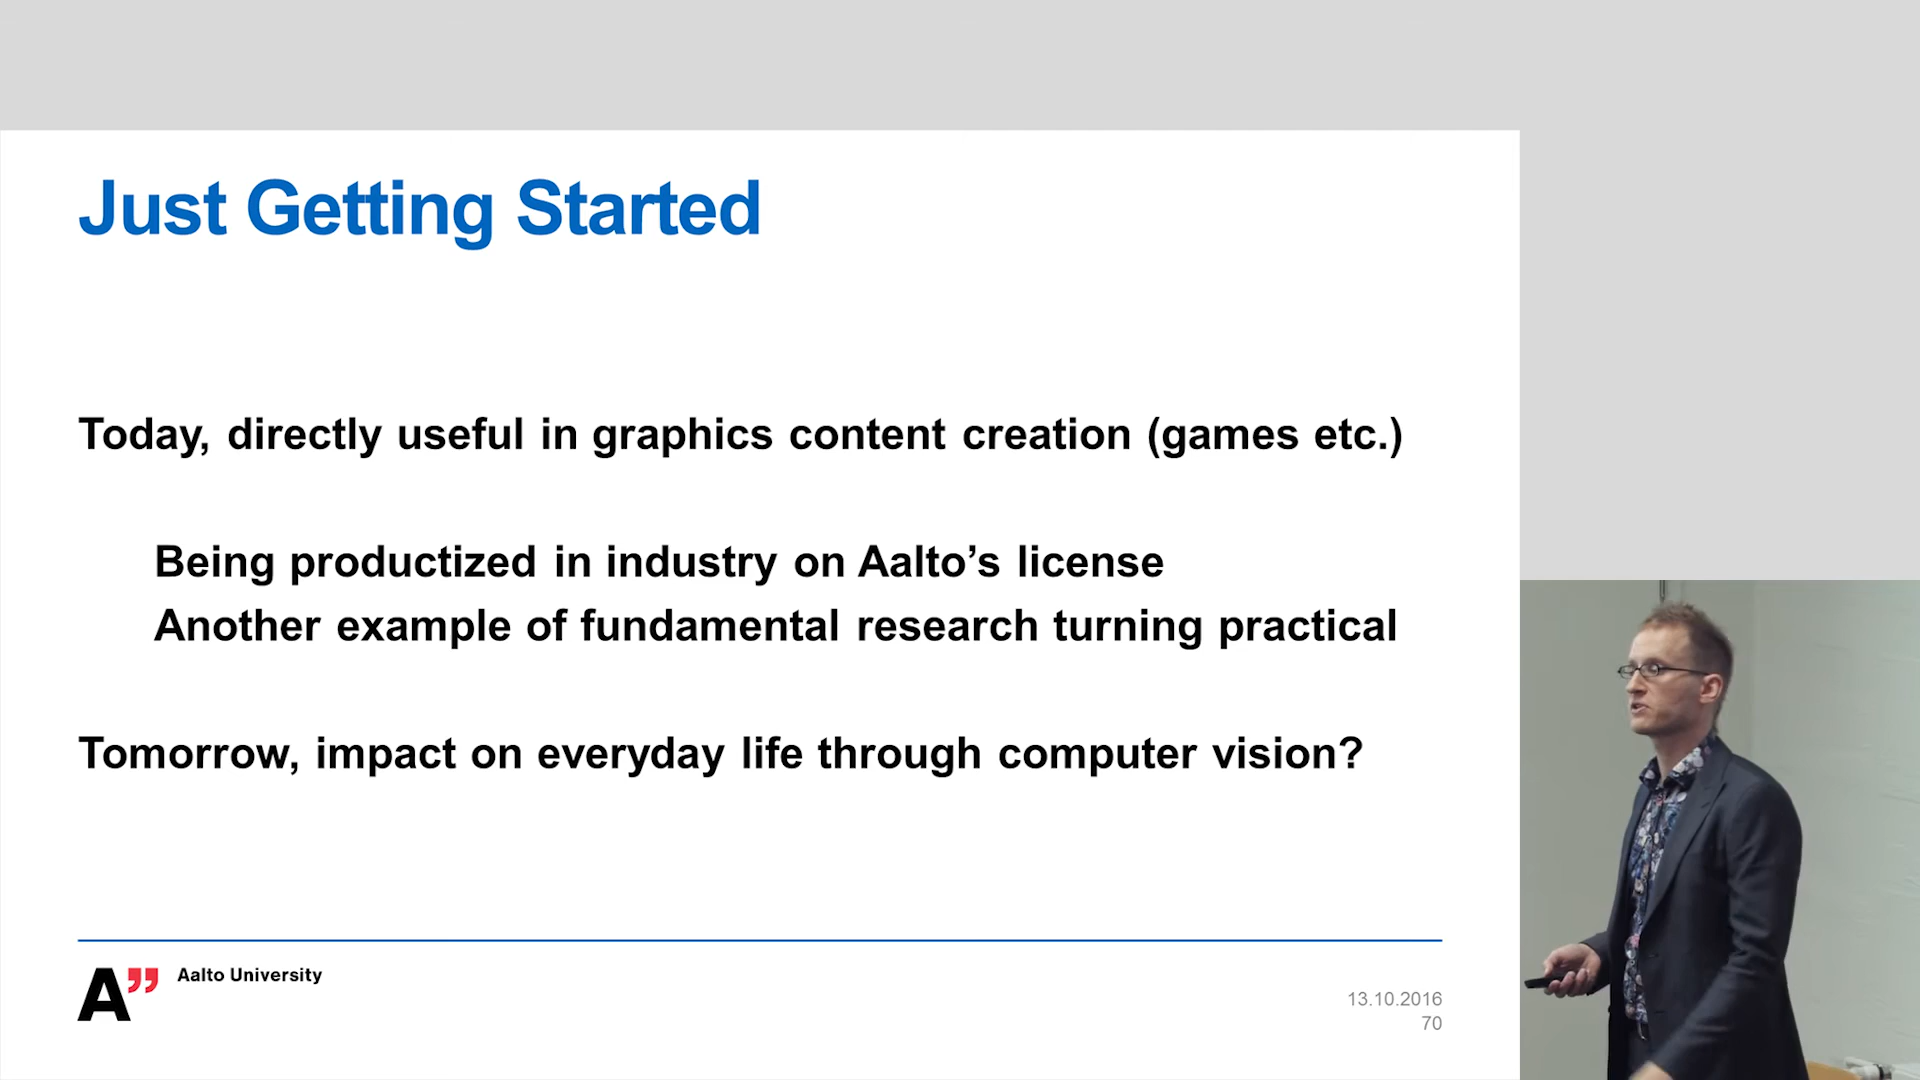 Just Getting Started
Today, directly useful in graphics content creation (games etc.)
Being productized in industry on Aalto’s license
Another example of fundamental research turning practical
Tomorrow, impact on everyday life through computer vision?
A”
Aalto University
13.10.2016
70